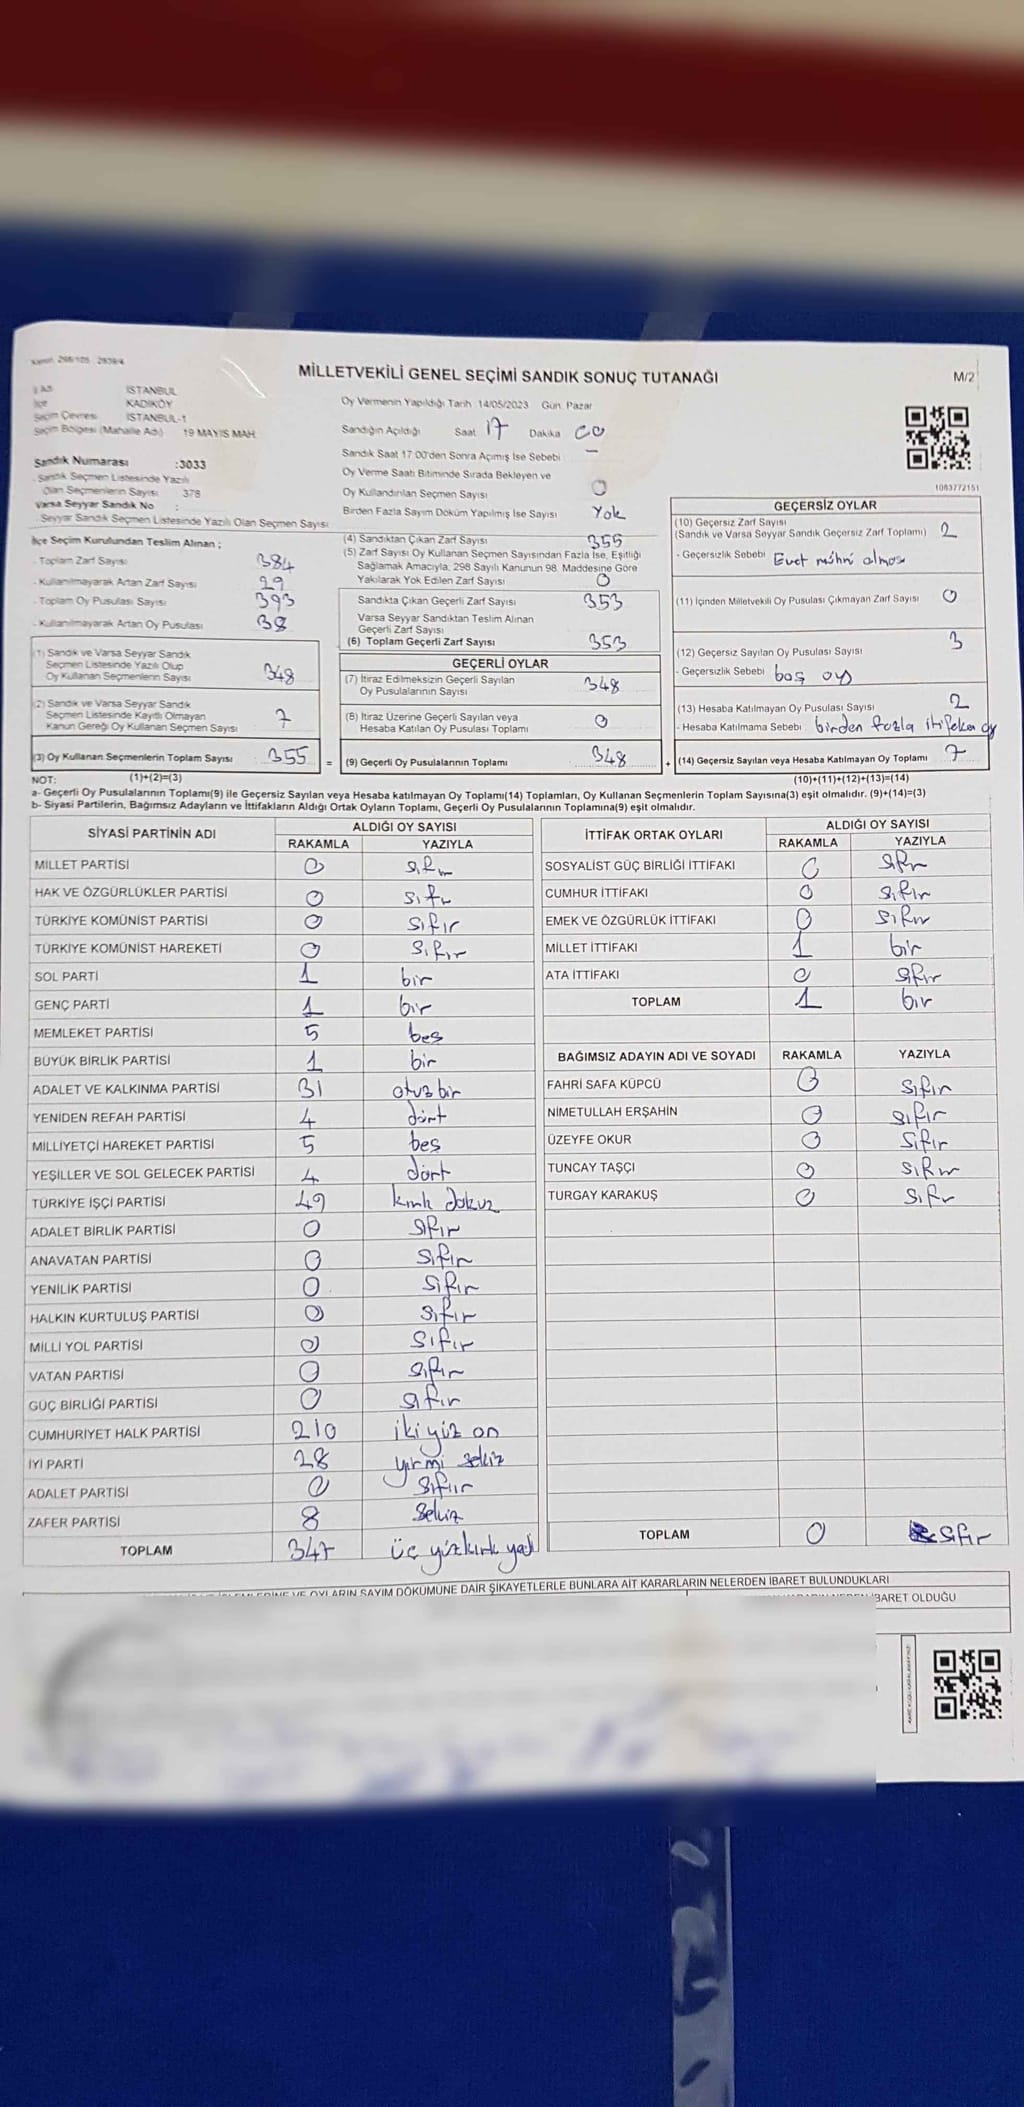 Kanun: 298/105, 2839/4
MİLLETVEKİLİ GENEL SEÇİMİ SANDIK SONUÇ TUTANAĞI
M/2
İl Adı İSTANBUL
İlçe KADIKÖY
Seçim Çevresi İSTANBUL-1
Seçim Bölgesi (Mahalle Adı) 19 MAYIS MAH.
Sandık Numarası :3033
- Sandık Seçmen Listesinde Yazılı
Olan Seçmenlerin Sayısı 378
Varsa Seyyar Sandık No :
- Seyyar Sandık Seçmen Listesinde Yazılı Olan Seçmen Sayısı
Oy Vermenin Yapıldığı Tarih 14/05/2023 Gün: Pazar
Sandığın Açıldığı Saat 17 Dakika 00
Sandık Saat 17:00'den Sonra Açımış İse Sebebi —
Oy Verme Saati Bitiminde Sırada Bekleyen ve
Oy Kullandırılan Seçmen Sayısı 0
Birden Fazla Sayım Döküm Yapılmış İse Sayısı Yok
1083772151
İlçe Seçim Kurulundan Teslim Alınan ;
- Toplam Zarf Sayısı 384
- Kullanılmayarak Artan Zarf Sayısı 29
- Toplam Oy Pusulası Sayısı 393
- Kullanılmayarak Artan Oy Pusulası 38
(1) Sandık ve Varsa Seyyar Sandık
Seçmen Listesinde Yazılı Olup
Oy Kullanan Seçmenlerin Sayısı 348
(2) Sandık ve Varsa Seyyar Sandık
Seçmen Listesinde Kayıtlı Olmayan
Kanun Gereği Oy Kullanan Seçmen Sayısı 7
(3) Oy Kullanan Seçmenlerin Toplam Sayısı 355
(4) Sandıktan Çıkan Zarf Sayısı 355
(5) Zarf Sayısı Oy Kullanan Seçmen Sayısından Fazla İse, Eşitliği
Sağlamak Amacıyla, 298 Sayılı Kanunun 98. Maddesine Göre
Yakılarak Yok Edilen Zarf Sayısı 0
Sandıkta Çıkan Geçerli Zarf Sayısı 353
Varsa Seyyar Sandıktan Teslim Alınan
Geçerli Zarf Sayısı
(6) Toplam Geçerli Zarf Sayısı 353
GEÇERLİ OYLAR
(7) İtiraz Edilmeksizin Geçerli Sayılan
Oy Pusulalarının Sayısı 348
(8) İtiraz Üzerine Geçerli Sayılan veya
Hesaba Katılan Oy Pusulası Toplamı 0
= (9) Geçerli Oy Pusulalarının Toplamı 348
GEÇERSİZ OYLAR
(10) Geçersiz Zarf Sayısı
(Sandık ve Varsa Seyyar Sandık Geçersiz Zarf Toplamı) 2
- Geçersizlik Sebebi Evet mührü
(11) İçinden Milletvekili Oy Pusulası Çıkmayan Zarf Sayısı 0
(12) Geçersiz Sayılan Oy Pusulası Sayısı 3
- Geçersizlik Sebebi boş oy
(13) Hesaba Katılmayan Oy Pusulası Sayısı 2
- Hesaba Katılmama Sebebi birden fazla oy
+ (14) Geçersiz Sayılan veya Hesaba Katılmayan Oy Toplamı 7
NOT: (1)+(2)=(3) (10)+(11)+(12)+(13)=(14)
a- Geçerli Oy Pusulalarının Toplamı(9) ile Geçersiz Sayılan veya Hesaba katılmayan Oy Toplamı(14) Toplamları, Oy Kullanan Seçmenlerin Toplam Sayısına(3) eşit olmalıdır. (9)+(14)=(3)
b- Siyasi Partilerin, Bağımsız Adayların ve İttifakların Aldığı Ortak Oyların Toplamı, Geçerli Oy Pusulalarının Toplamına(9) eşit olmalıdır.
SİYASİ PARTİNİN ADI ALDIĞI OY SAYISI
RAKAMLA YAZIYLA
MİLLET PARTİSİ 0 sıfır
HAK VE ÖZGÜRLÜKLER PARTİSİ 0 sıfır
TÜRKİYE KOMÜNİST PARTİSİ 0 sıfır
TÜRKİYE KOMÜNİST HAREKETİ 0 sıfır
SOL PARTİ 1 bir
GENÇ PARTİ 1 bir
MEMLEKET PARTİSİ 5 beş
BÜYÜK BİRLİK PARTİSİ 1 bir
ADALET VE KALKINMA PARTİSİ 31 otuz bir
YENİDEN REFAH PARTİSİ 4 dört
MİLLİYETÇİ HAREKET PARTİSİ 5 beş
YEŞİLLER VE SOL GELECEK PARTİSİ 4 dört
TÜRKİYE İŞÇİ PARTİSİ 49 kırk dokuz
ADALET BİRLİK PARTİSİ 0 sıfır
ANAVATAN PARTİSİ 0 sıfır
YENİLİK PARTİSİ 0 sıfır
HALKIN KURTULUŞ PARTİSİ 0 sıfır
MİLLİ YOL PARTİSİ 0 sıfır
VATAN PARTİSİ 0 sıfır
GÜÇ BİRLİĞİ PARTİSİ 0 sıfır
CUMHURİYET HALK PARTİSİ 210 iki yüz on
İYİ PARTİ 28 yirmi sekiz
ADALET PARTİSİ 0 sıfır
ZAFER PARTİSİ 8 sekiz
TOPLAM 347 üç yüz kırk yedi
İTTİFAK ORTAK OYLARI ALDIĞI OY SAYISI
RAKAMLA YAZIYLA
SOSYALİST GÜÇ BİRLİĞİ İTTİFAKI 0 sıfır
CUMHUR İTTİFAKI 0 sıfır
EMEK VE ÖZGÜRLÜK İTTİFAKI 0 sıfır
MİLLET İTTİFAKI 1 bir
ATA İTTİFAKI 0 sıfır
TOPLAM 1 bir
BAĞIMSIZ ADAYIN ADI VE SOYADI RAKAMLA YAZIYLA
FAHRİ SAFA KÜPCÜ 0 sıfır
NİMETULLAH ERŞAHİN 0 sıfır
ÜZEYFE OKUR 0 sıfır
TUNCAY TAŞÇI 0 sıfır
TURGAY KARAKUŞ 0 sıfır
TOPLAM 0 sıfır
VE OYLARIN SAYIM DÖKÜMÜNE DAİR ŞİKAYETLERLE BUNLARA AİT KARARLARIN NELERDEN İBARET BULUNDUKLARI
İBARET OLDUĞU